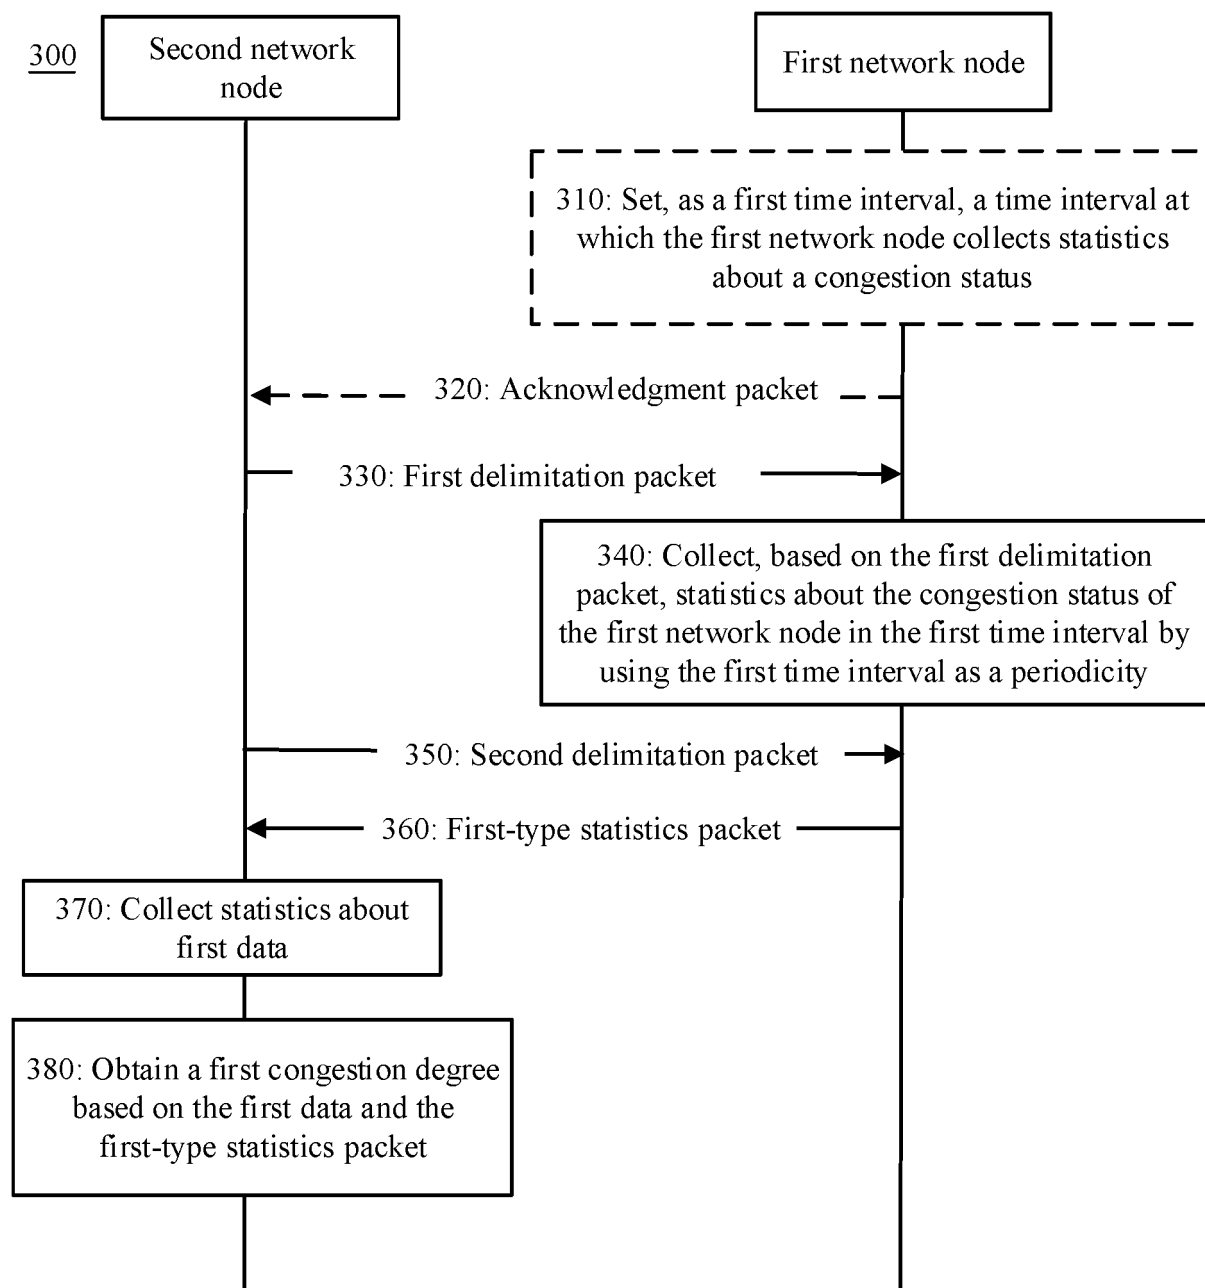 300
Second network
node
First network node
310: Set, as a first time interval, a time interval at
which the first network node collects statistics
about a congestion status
320: Acknowledgment packet
330: First delimitation packet
340: Collect, based on the first delimitation
packet, statistics about the congestion status of
the first network node in the first time interval by
using the first time interval as a periodicity
350: Second delimitation packet
360: First-type statistics packet
370: Collect statistics about
first data
380: Obtain a first congestion degree
based on the first data and the
first-type statistics packet